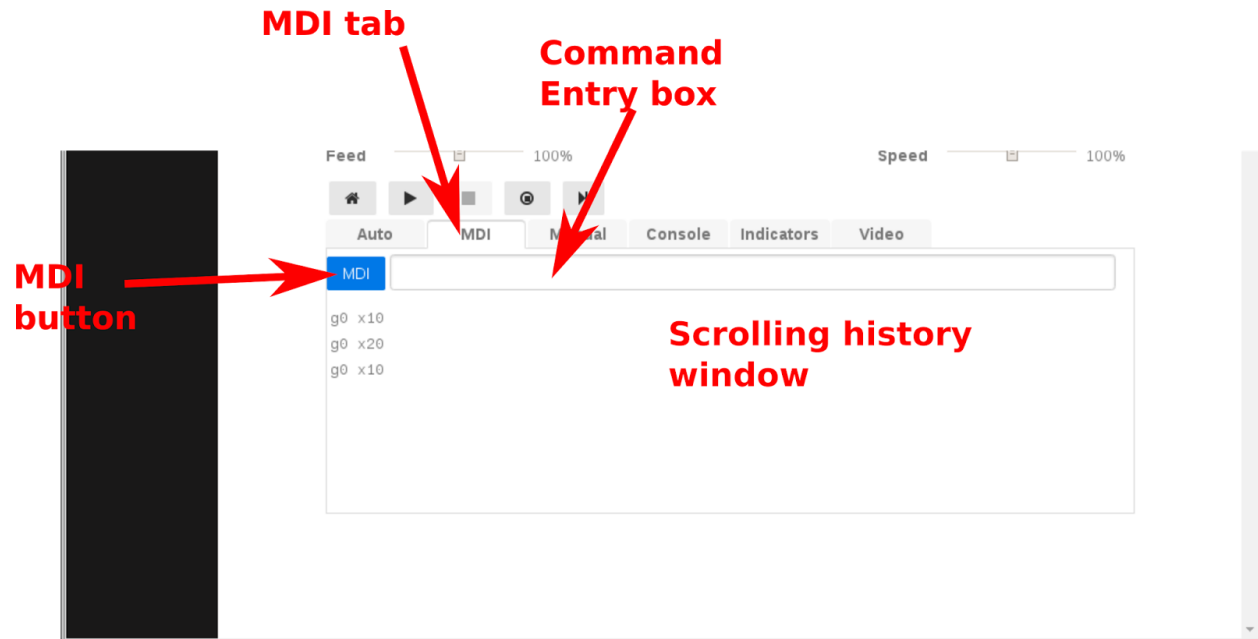 MDI tab
Command
Entry box
Feed 100% Speed 100%
Auto MDI Manual Console Indicators Video
MDI
button
MDI
g0 x10
g0 x20
g0 x10
Scrolling history
window